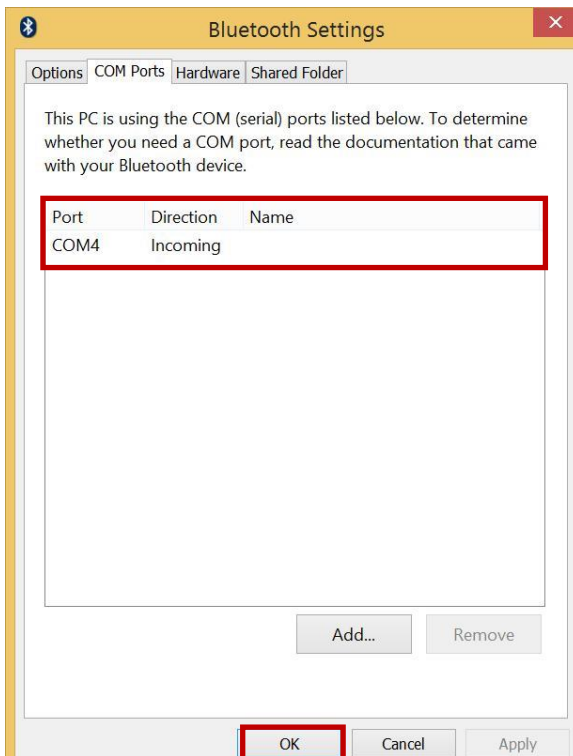 Bluetooth Settings
Options COM Ports Hardware Shared Folder
This PC is using the COM (serial) ports listed below. To determine
whether you need a COM port, read the documentation that came
with your Bluetooth device.
Port Direction Name
COM4 Incoming
Add... Remove
OK Cancel Apply